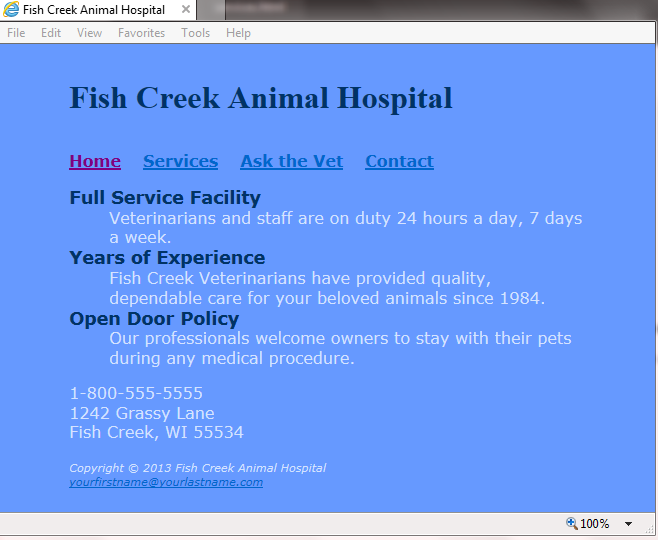 Fish Creek Animal Hospital
File Edit View Favorites Tools Help
Fish Creek Animal Hospital
Home Services Ask the Vet Contact
Full Service Facility
Veterinarians and staff are on duty 24 hours a day, 7 days
a week.
Years of Experience
Fish Creek Veterinarians have provided quality,
dependable care for your beloved animals since 1984.
Open Door Policy
Our professionals welcome owners to stay with their pets
during any medical procedure.
1-800-555-5555
1242 Grassy Lane
Fish Creek, WI 55534
Copyright © 2013 Fish Creek Animal Hospital
yourfirstname@yourlastname.com
100%